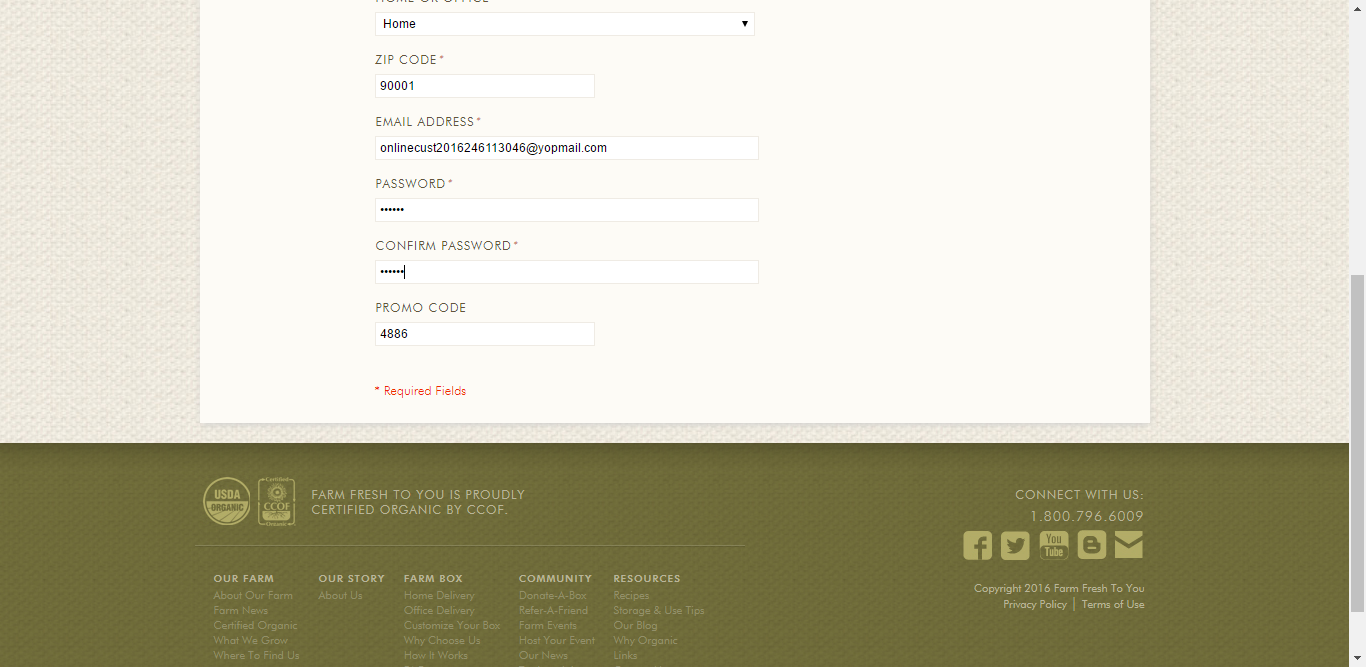 HOME OR OFFICE
Home
ZIP CODE*
90001
EMAIL ADDRESS*
onlinecust2016246113046@yopmail.com
PASSWORD*
••••••
CONFIRM PASSWORD*
••••••
PROMO CODE
4886
* Required Fields
USDA
ORGANIC
Certified
CCOF
Organic
FARM FRESH TO YOU IS PROUDLY
CERTIFIED ORGANIC BY CCOF.
CONNECT WITH US:
1.800.796.6009
You
Tube
Copyright 2016 Farm Fresh To You
Privacy Policy | Terms of Use
OUR FARM
About Our Farm
Farm News
Certified Organic
What We Grow
Where To Find Us
OUR STORY
About Us
FARM BOX
Home Delivery
Office Delivery
Customize Your Box
Why Choose Us
How it Works
COMMUNITY
Donate-A-Box
Refer-A-Friend
Farm Events
Host Your Event
Our News
RESOURCES
Recipes
Storage & Use Tips
Our Blog
Why Organic
Links